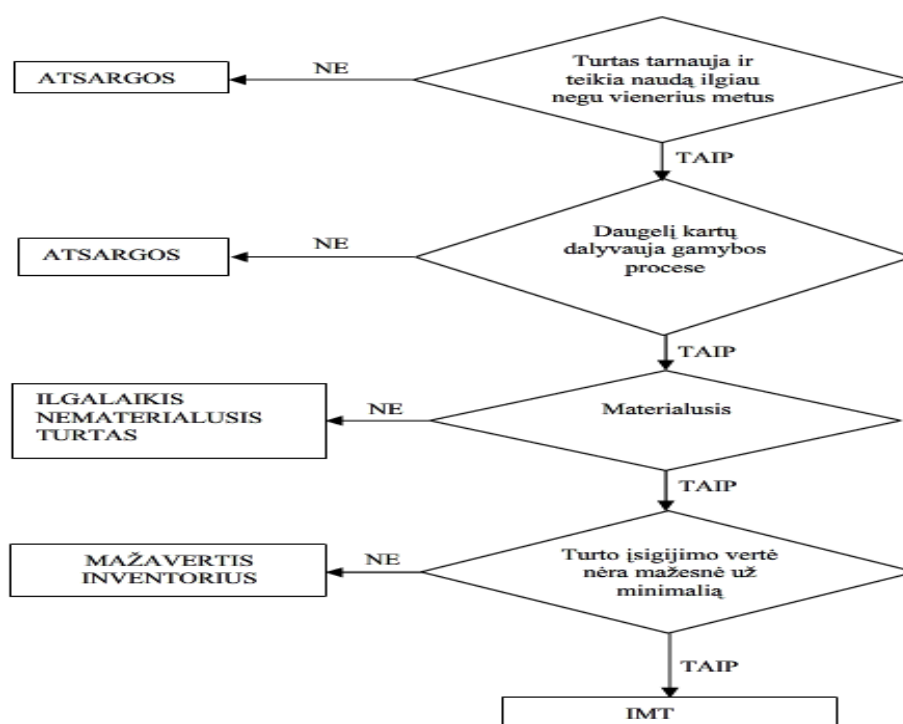 Turtas tarnauja ir
teikia naudą ilgiau
negu vienerius metus
NE
ATSARGOS
TAIP
Daugelį kartų
dalyvauja gamybos
procese
NE
ATSARGOS
TAIP
Materialusis
NE
ILGALAIKIS
NEMATERIALUSIS
TURTAS
TAIP
Turto įsigijimo vertė
nėra mažesnė už
minimalią
NE
MAŽAVERTIS
INVENTORIUS
TAIP
IMT